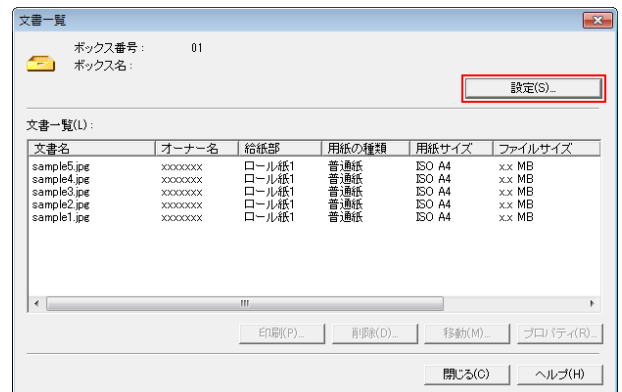 文書一覧
ボックス番号： 01
ボックス名：
設定(S)...
文書一覧(L)：
文書名 オーナー名 給紙部 用紙の種類 用紙サイズ ファイルサイズ
sample5.jpg xxxxxxx ロール紙1 普通紙 ISO A4 x.x MB
sample4.jpg xxxxxxx ロール紙1 普通紙 ISO A4 x.x MB
sample3.jpg xxxxxxx ロール紙1 普通紙 ISO A4 x.x MB
sample2.jpg xxxxxxx ロール紙1 普通紙 ISO A4 x.x MB
sample1.jpg xxxxxxx ロール紙1 普通紙 ISO A4 x.x MB
印刷(P)... 削除(D)... 移動(M)... プロパティ(R)...
閉じる(C) ヘルプ(H)